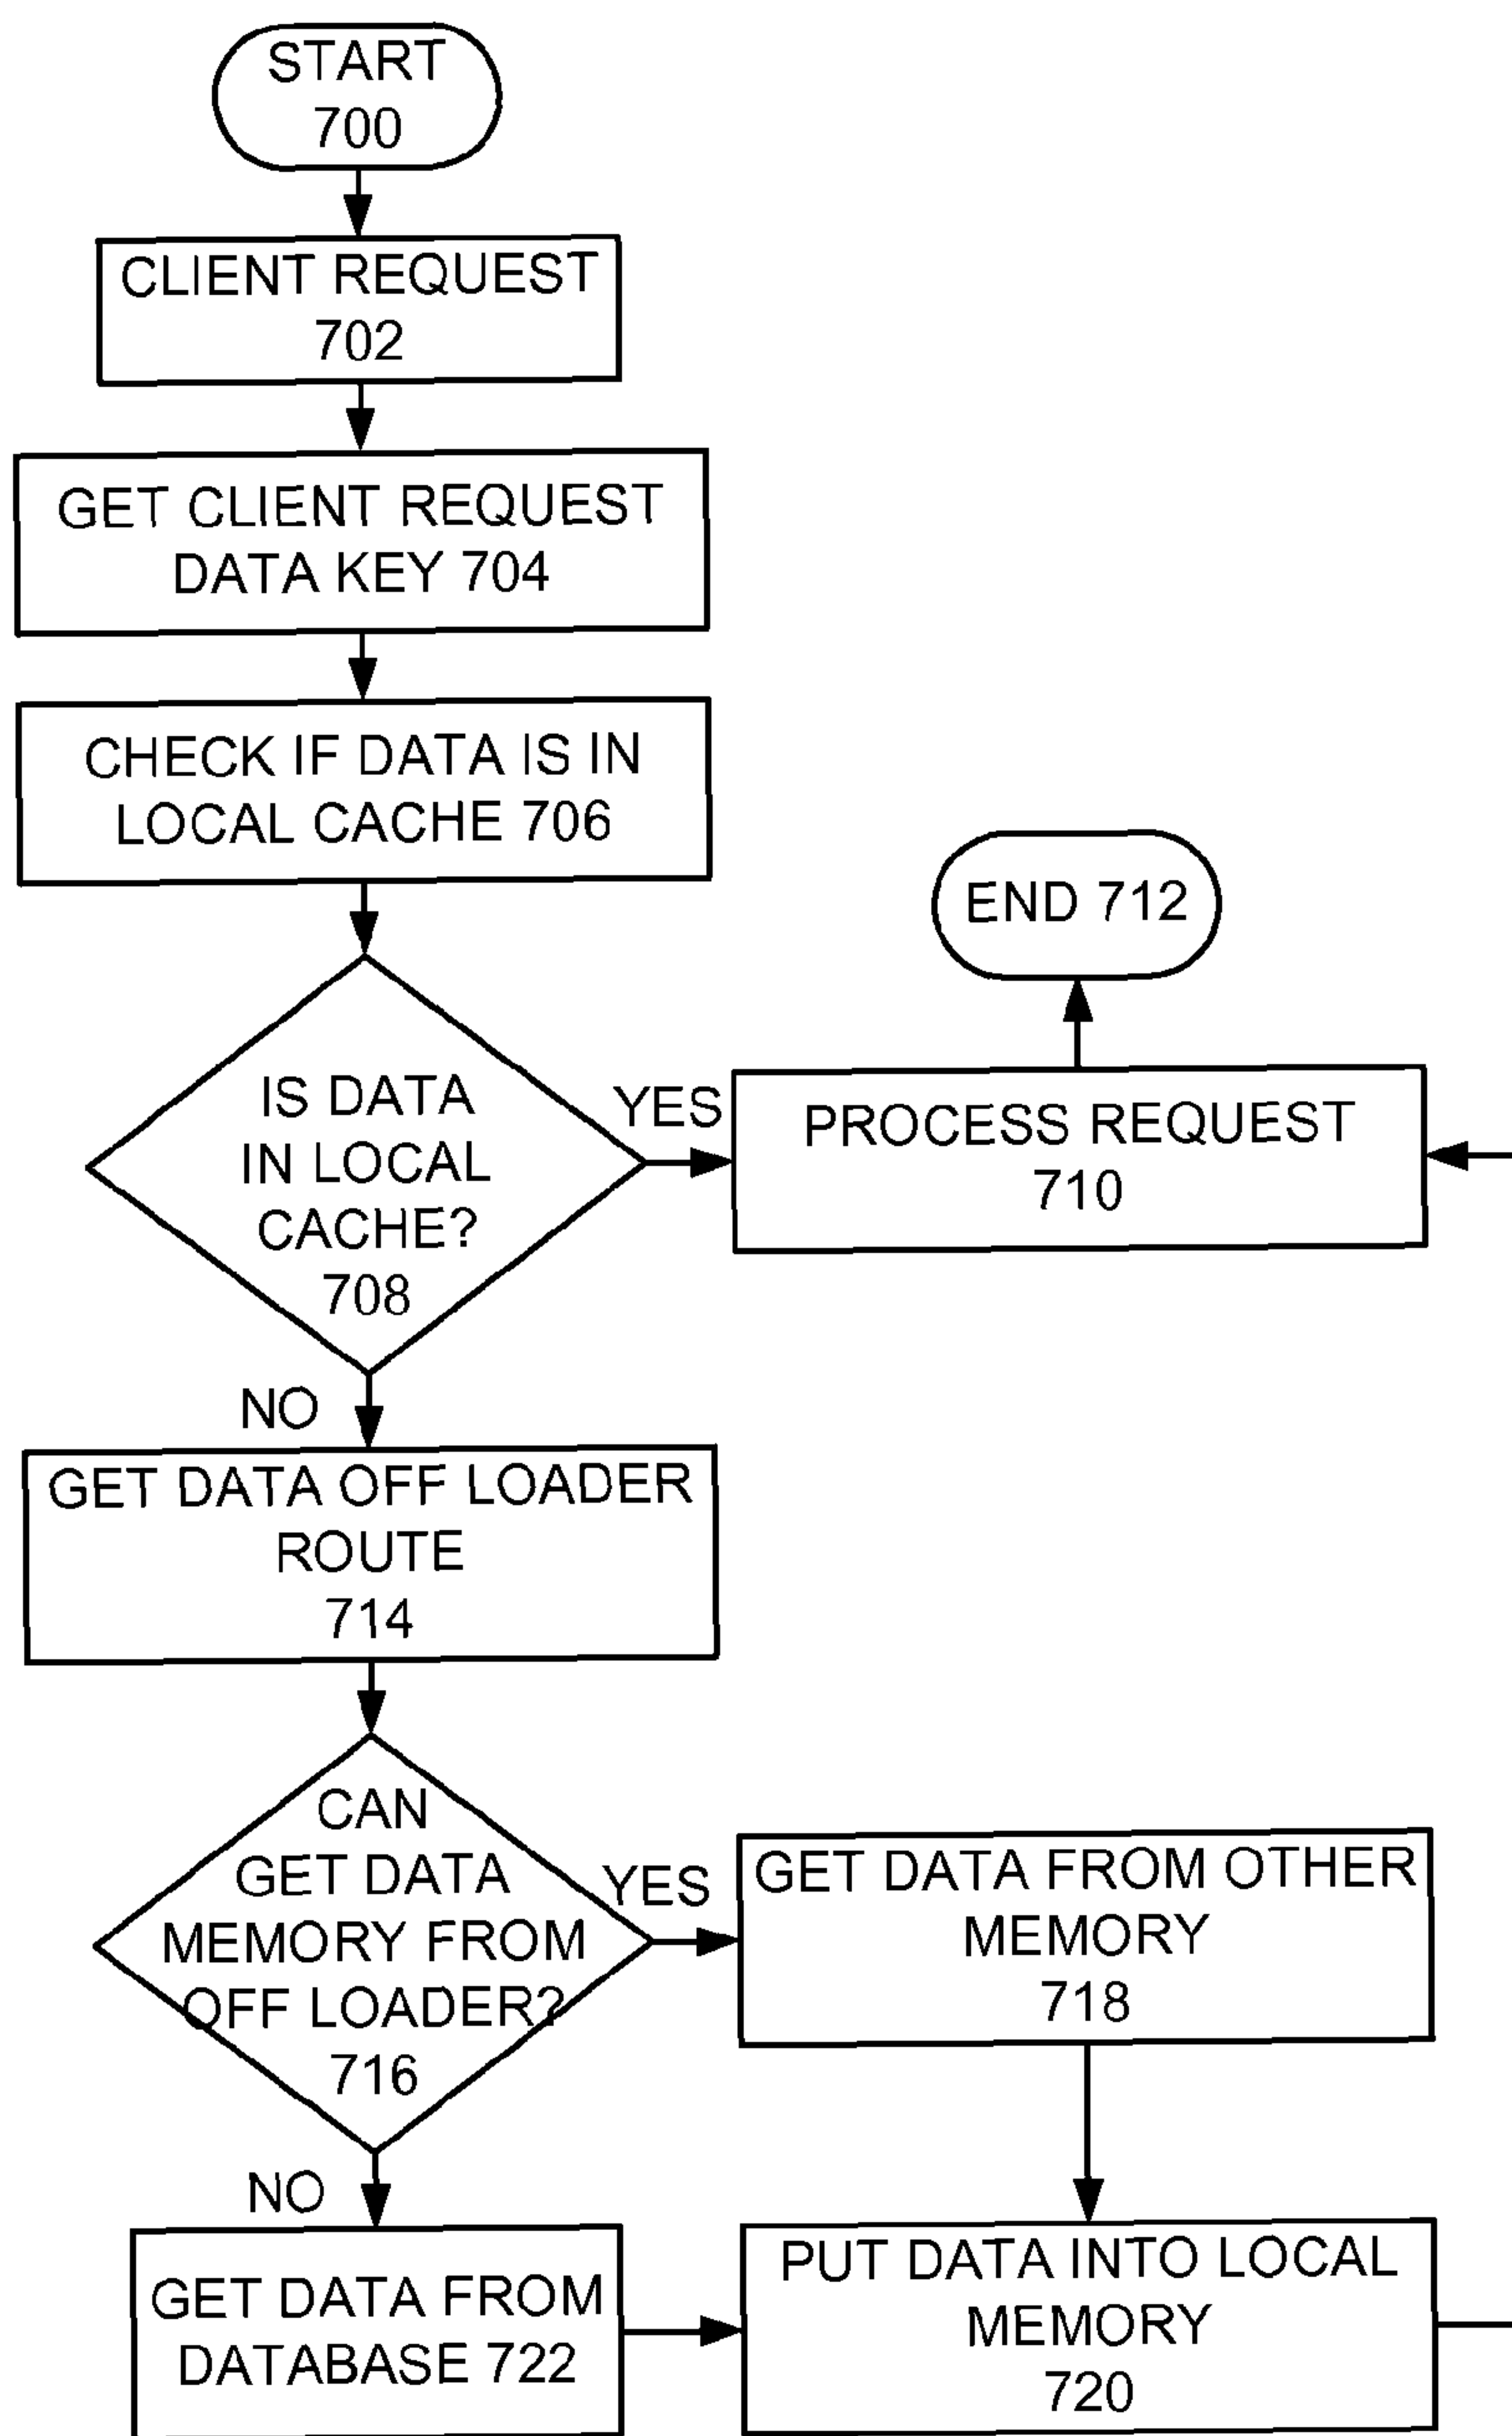 START
700
CLIENT REQUEST
702
GET CLIENT REQUEST
DATA KEY 704
CHECK IF DATA IS IN
LOCAL CACHE 706
IS DATA
IN LOCAL
CACHE?
708
YES
PROCESS REQUEST
710
END 712
NO
GET DATA OFF LOADER
ROUTE
714
CAN
GET DATA
MEMORY FROM
OFF LOADER?
716
YES
GET DATA FROM OTHER
MEMORY
718
NO
GET DATA FROM
DATABASE 722
PUT DATA INTO LOCAL
MEMORY
720